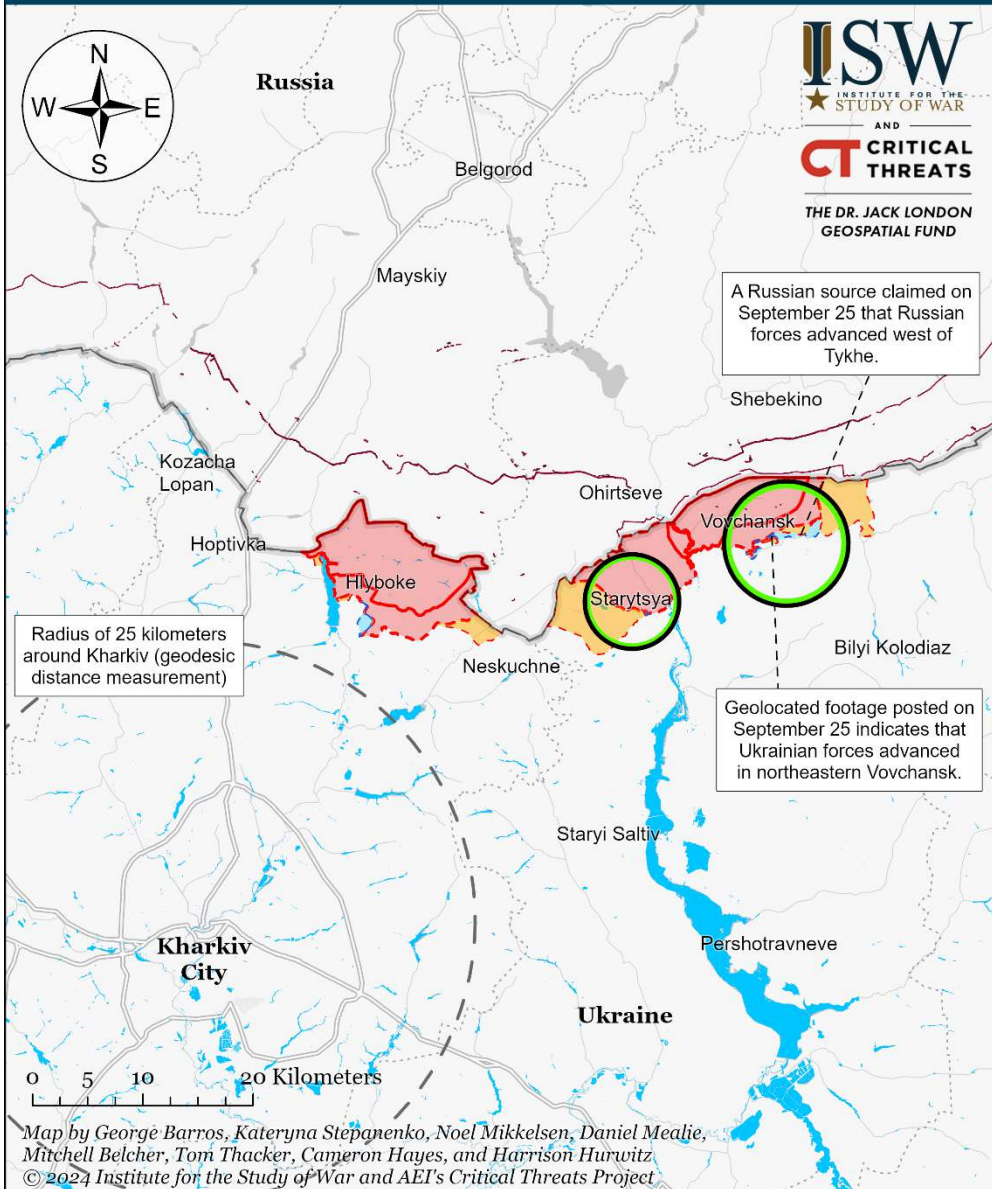 N
W
E
S
Russia
ISW
INSTITUTE FOR THE
STUDY OF WAR
AND
CT CRITICAL
THREATS
THE DR. JACK LONDON
GEOSPATIAL FUND
Belgorod
Mayskiy
A Russian source claimed on
September 25 that Russian
forces advanced west of
Tykhe.
Shebekino
Kozacha
Lopan
Ohirtseve
Vovchansk
Hoptivka
Hlyboke
Starytsya
Radius of 25 kilometers
around Kharkiv (geodesic
distance measurement)
Neskuchne
Bilyi Kolodiaz
Geolocated footage posted on
September 25 indicates that
Ukrainian forces advanced
in northeastern Vovchansk.
Staryi Saltiv
Kharkiv
City
Pershotravneve
Ukraine
0 5 10 20 Kilometers
Map by George Barros, Kateryna Stepanenko, Noel Mikkelsen, Daniel Mealie,
Mitchell Belcher, Tom Thacker, Cameron Hayes, and Harrison Hurwitz
© 2024 Institute for the Study of War and AEI's Critical Threats Project